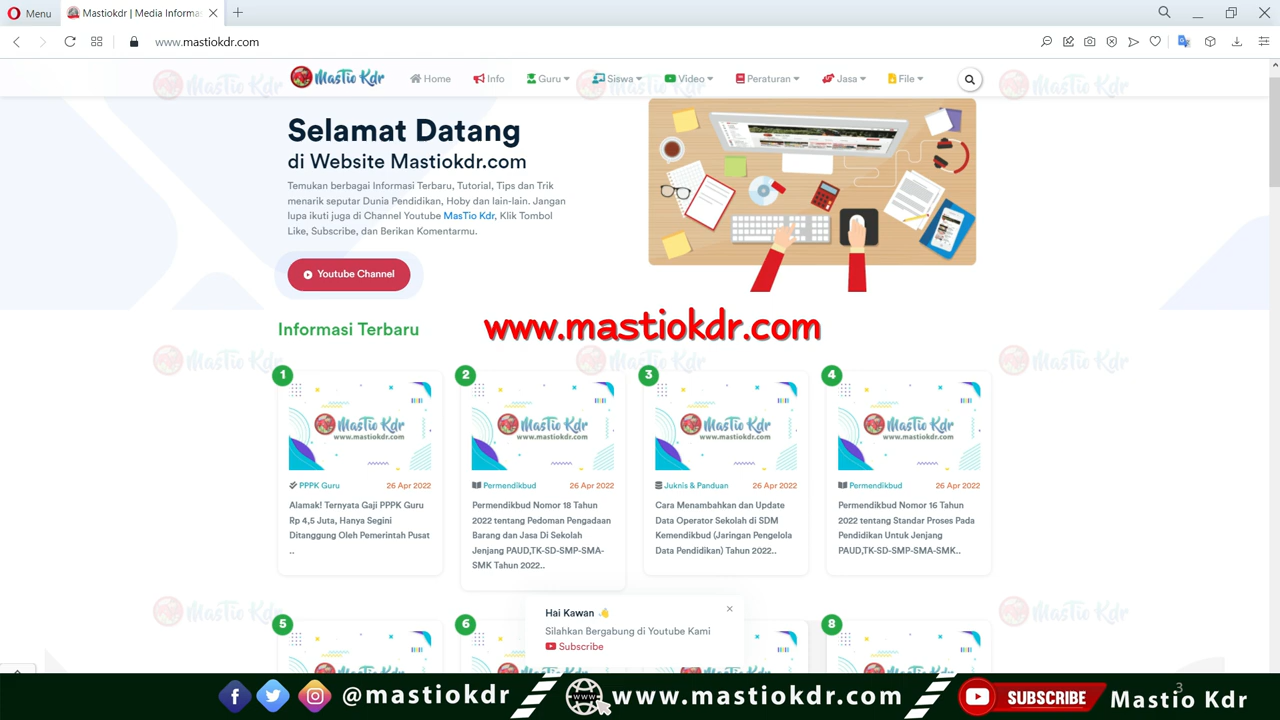 Menu
Mastiokdr | Media Informas
www.mastiokdr.com
MasTio Kdr
Home
Info
Guru
Siswa
Video
Peraturan
Jasa
File
Selamat Datang
di Website Mastiokdr.com
Temukan berbagai Informasi Terbaru, Tutorial, Tips dan Trik
menarik seputar Dunia Pendidikan, Hoby dan lain-lain. Jangan
lupa ikuti juga di Channel Youtube MasTio Kdr, Klik Tombol
Like, Subscribe, dan Berikan Komentarmu.
Youtube Channel
Informasi Terbaru
www.mastiokdr.com
MasTio Kdr
MasTio Kdr
MasTio Kdr
1
MasTio Kdr
www.mastiokdr.com
PPPK Guru
26 Apr 2022
Alamak! Ternyata Gaji PPPK Guru
Rp 4,5 Juta, Hanya Segini
Ditanggung Oleh Pemerintah Pusat
..
2
MasTio Kdr
www.mastiokdr.com
Permendikbud
26 Apr 2022
Permendikbud Nomor 18 Tahun
2022 tentang Pedoman Pengadaan
Barang dan Jasa Di Sekolah
Jenjang PAUD,TK-SD-SMP-SMA-
SMK Tahun 2022..
3
MasTio Kdr
www.mastiokdr.com
Juknis & Panduan
26 Apr 2022
Cara Menambahkan dan Update
Data Operator Sekolah di SDM
Kemendikbud (Jaringan Pengelola
Data Pendidikan) Tahun 2022..
4
MasTio Kdr
www.mastiokdr.com
Permendikbud
26 Apr 2022
Permendikbud Nomor 16 Tahun
2022 tentang Standar Proses Pada
Pendidikan Untuk Jenjang
PAUD,TK-SD-SMP-SMA-SMK..
MasTio Kdr
MasTio Kdr
5
6
8
Hai Kawan
Silahkan Bergabung di Youtube Kami
Subscribe
@mastiokdr
www.mastiokdr.com
SUBSCRIBE
Mastio Kdr
3